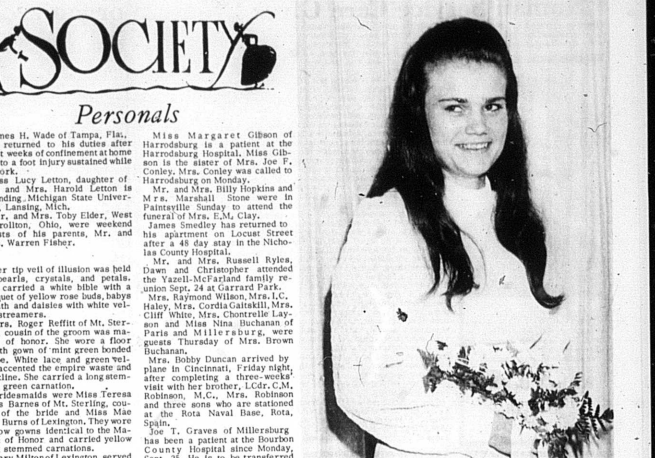 SOCIETY
Personals
nes H. Wade of Tampa, Fla.,
returned to his duties after
t weeks of confinement at home
to a foot injury sustained while
ork.
ss Lucy Letton, daughter of
and Mrs. Harold Letton is
nding Michigan State Univer-
, Lansing, Mich.
r. and Mrs. Toby Elder, West
rollton, Ohio, were weekend
ts of his parents, Mr. and
. Warren Fisher.
er tip veil of illusion was held
pearls, crystals, and petals.
carried a white bible with a
quet of yellow rose buds, babys
th and daisies with white vel-
streamers.
rs. Roger Reffitt of Mt. Ster-
cousin of the groom was ma-
of honor. She wore a floor
th gown of mint green bonded
e. White lace and green vel-
accented the empire waste and
kline. She carried a long stem-
green carnation.
ridesmaids were Miss Teresa
s Barnes of Mt. Sterling, cou-
of the bride and Miss Mae
Burns of Lexington. They wore
ow gowns identical to the Ma-
of Honor and carried yellow
stemmed carnations.
ary Milton of Lexington served
Miss Margaret Gibson of
Harrodsburg is a patient at the
Harrodsburg Hospital. Miss Gib-
son is the sister of Mrs. Joe F.
Conley. Mrs. Conley was called to
Harrodsburg on Monday.
Mr. and Mrs. Billy Hopkins and
Mrs. Marshall Stone were in
Paintsville Sunday to attend the
funeral of Mrs. E.M. Clay.
James Smedley has returned to
his apartment on Locust Street
after a 48 day stay in the Nicho-
las County Hospital.
Mr. and Mrs. Russell Ryles,
Dawn and Christopher attended
the Yazell-McFarland family re-
union Sept. 24 at Garrard Park.
Mrs. Raymond Wilson, Mrs. I.C.
Haley, Mrs. Cordia Gaitskill, Mrs.
Cliff White, Mrs. Chontrelle Lay-
son and Miss Nina Buchanan of
Paris and Millersburg, were
guests Thursday of Mrs. Brown
Buchanan.
Mrs. Bobby Duncan arrived by
plane in Cincinnati, Friday night,
after completing a three-weeks'
visit with her brother, LCdr. C.M.
Robinson, M.C., Mrs. Robinson
and three sons who are stationed
at the Rota Naval Base, Rota,
Spain.
Joe T. Graves of Millersburg
has been a patient at the Bourbon
County Hospital since Monday,
Sept. 25. He is to be transferred